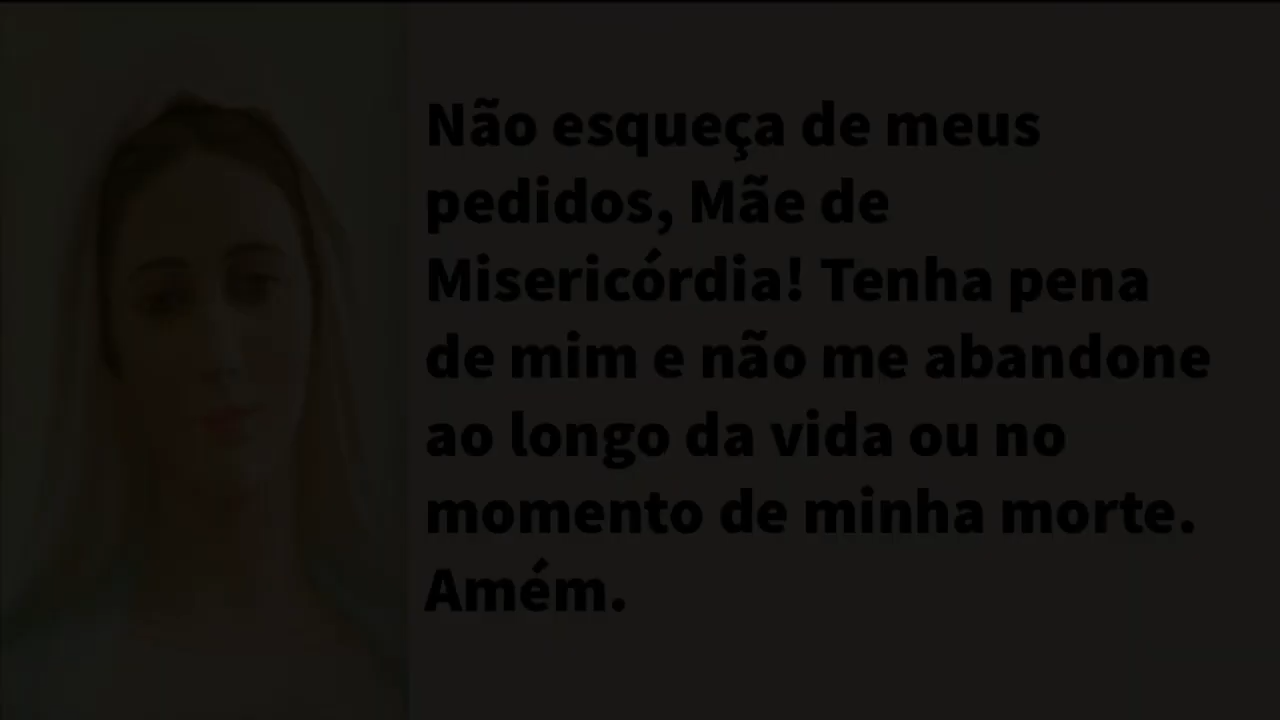 Não esqueça de meus
pedidos, Mãe de
Misericórdia! Tenha pena
de mim e não me abandone
ao longo da vida ou no
momento de minha morte.
Amém.